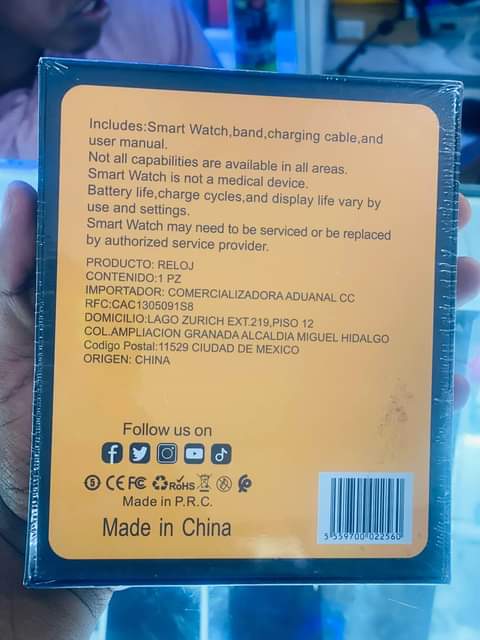 Includes:Smart Watch,band,charging cable,and
user manual.
Not all capabilities are available in all areas.
Smart Watch is not a medical device.
Battery life,charge cycles,and display life vary by
use and settings.
Smart Watch may need to be serviced or be replaced
by authorized service provider.
PRODUCTO: RELOJ
CONTENIDO:1 PZ
IMPORTADOR: COMERCIALIZADORA ADUANAL CC
RFC:CAC1305091S8
DOMICILIO:LAGO ZURICH EXT.219,PISO 12
COL.AMPLIACION GRANADA ALCALDIA MIGUEL HIDALGO
Codigo Postal:11529 CIUDAD DE MEXICO
ORIGEN: CHINA
Follow us on
5 CE FC RoHS
Made in P.R.C.
Made in China
5 559700 022560